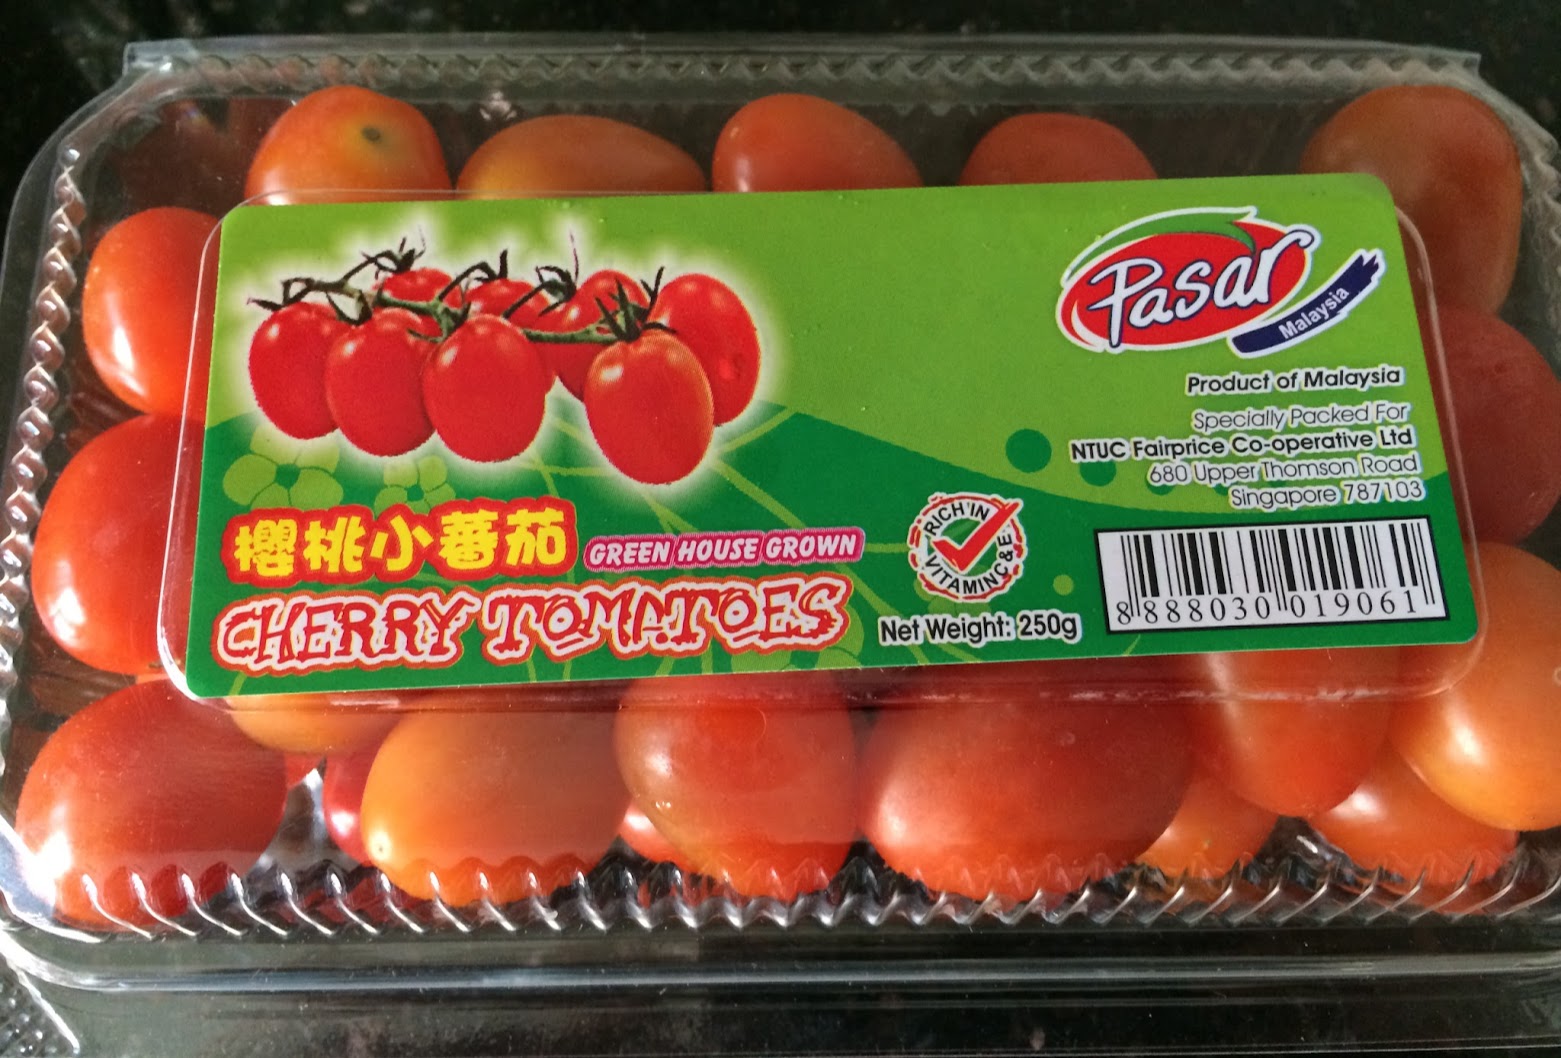 Pasar
Malaysia
Product of Malaysia
Specially Packed For
NTUC Fairprice Co-operative Ltd
680 Upper Thomson Road
Singapore 787103
櫻桃小蕃茄
GREEN HOUSE GROWN
CHERRY TOMATOES
RICH IN
VITAMIN C&E
Net Weight: 250g
8 888030 019061